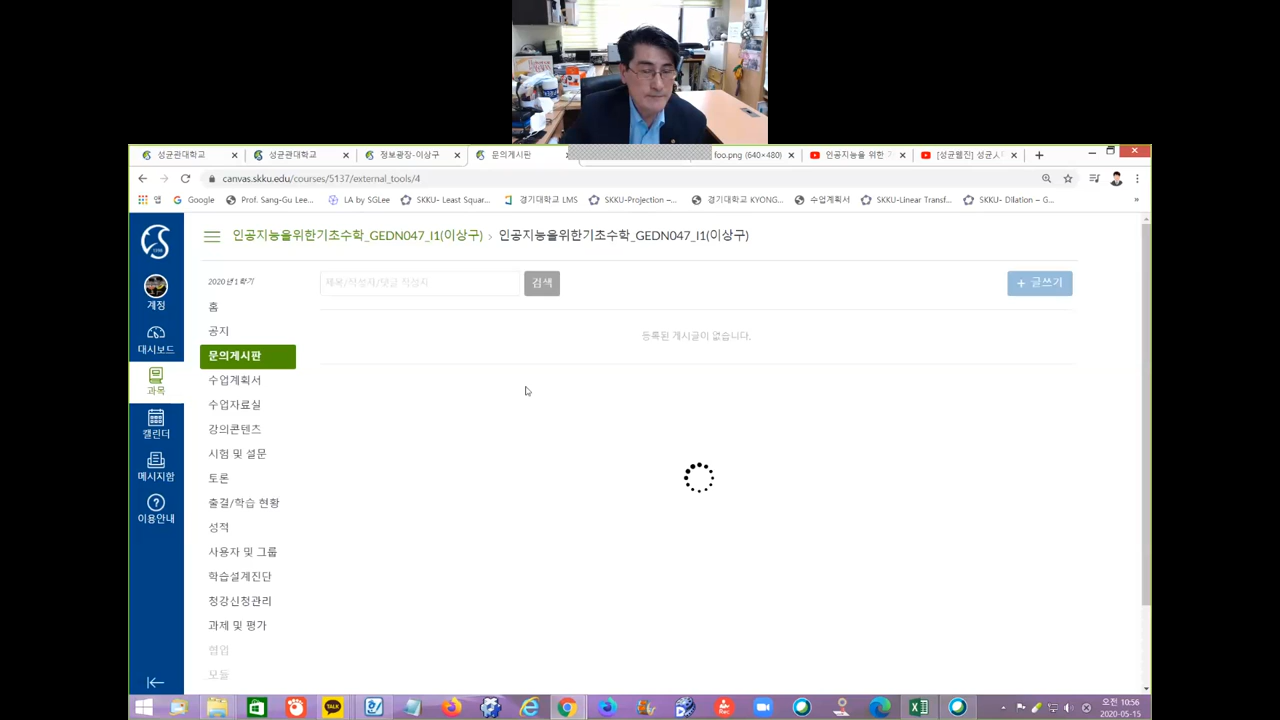 성균관대학교
성균관대학교
정보광장-이상구
문의게시판
foo.png (640×480)
인공지능을 위한 기
[성균웹진] 성균人
canvas.skku.edu/courses/5137/external_tools/4
앱
Google
Prof. Sang-Gu Lee...
LA by SGLee
SKKU- Least Squar...
경기대학교 LMS
SKKU-Projection –...
경기대학교 KYONG...
수업계획서
SKKU-Linear Transf...
SKKU- Dilation – G...
»
인공지능을위한기초수학_GEDN047_I1(이상구) › 인공지능을위한기초수학_GEDN047_I1(이상구)
계정
대시보드
과목
캘린더
메시지함
이용안내
2020년 1학기
홈
공지
문의게시판
수업계획서
수업자료실
강의콘텐츠
시험 및 설문
토론
출결/학습 현황
성적
사용자 및 그룹
학습설계진단
청강신청관리
과제 및 평가
협업
모듈
제목/작성자/댓글 작성자
검색
+ 글쓰기
등록된 게시글이 없습니다.
TALK
오전 10:56
2020-05-15